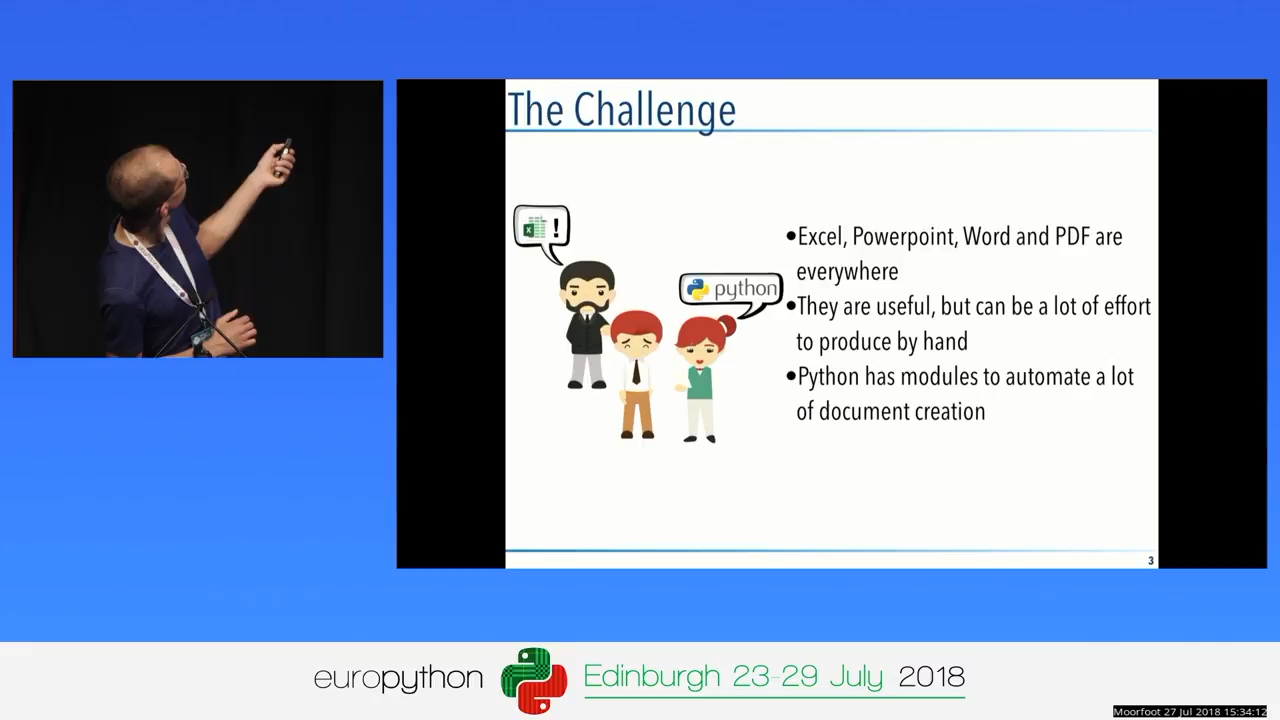 The Challenge
!
python
•Excel, Powerpoint, Word and PDF are
everywhere
•They are useful, but can be a lot of effort
to produce by hand
•Python has modules to automate a lot
of document creation
3
europython
Edinburgh 23-29 July 2018
Moorfoot 27 Jul 2018 15:34:12